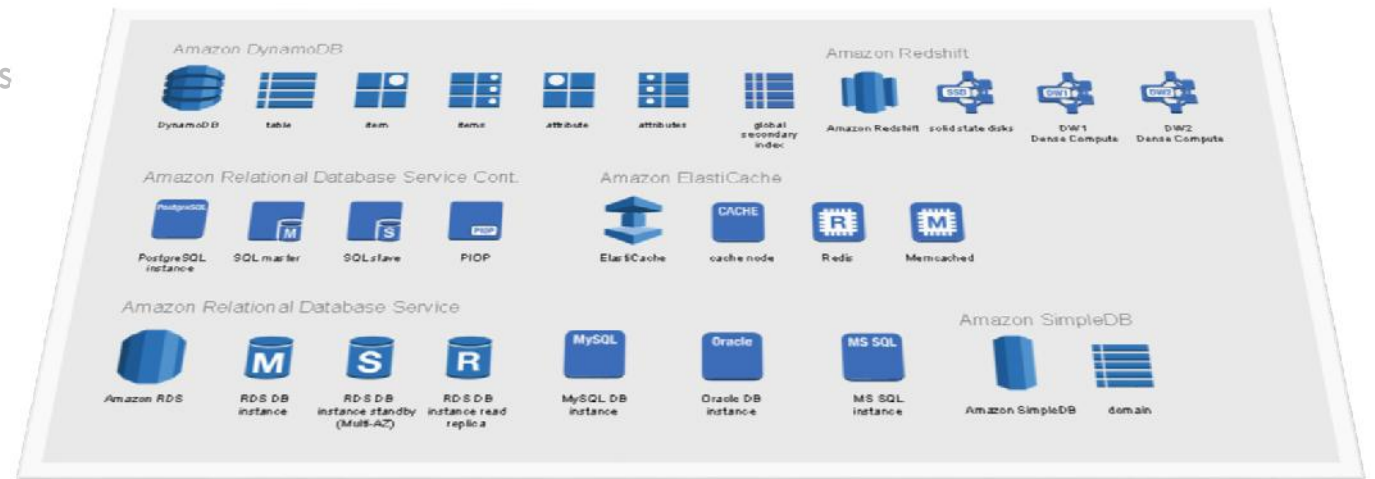 s
Amazon DynamoDB
DynamoDB
table
item
items
attribute
attributes
global
secondary
index
Amazon Redshift
Amazon Redshift
SSD
solid state disks
DW1
DW1
Dense Compute
DW2
DW2
Dense Compute
Amazon Relational Database Service Cont.
PostgreSQL
PostgreSQL
instance
M
SQL master
S
SQL slave
PIOP
PIOP
Amazon ElastiCache
ElastiCache
CACHE
cache node
R
Redis
M
Memcached
Amazon Relational Database Service
Amazon RDS
M
RDS DB
instance
S
RDS DB
instance standby
(Multi-AZ)
R
RDS DB
instance read
replica
MySQL
MySQL DB
instance
Oracle
Oracle DB
instance
MS SQL
MS SQL
instance
Amazon SimpleDB
Amazon SimpleDB
domain